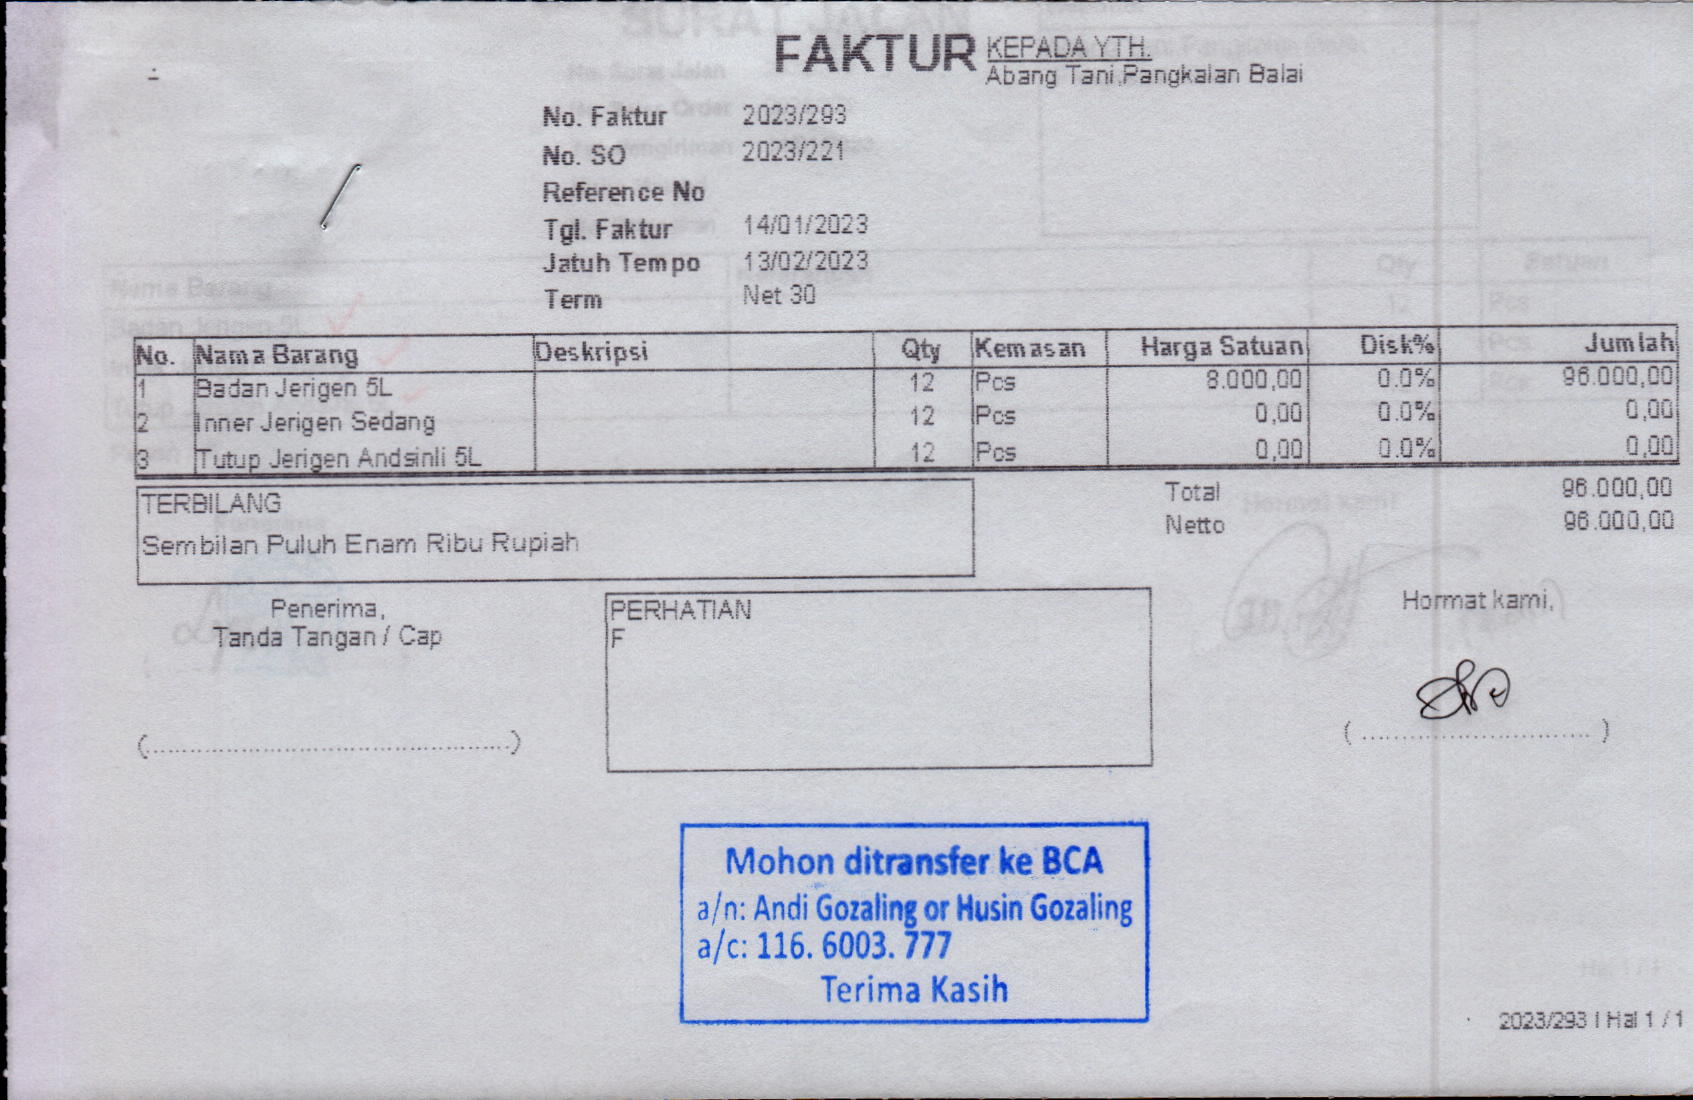 FAKTUR
KEPADA YTH.
Abang Tani,Pangkalan Balai
No. Faktur 2023/293
No. SO 2023/221
Reference No
Tgl. Faktur 14/01/2023
Jatuh Tempo 13/02/2023
Term Net 30
No. Nama Barang Deskripsi Qty Kemasan Harga Satuan Disk% Jumlah
1 Badan Jerigen 5L 12 Pcs 8.000,00 0.0% 96.000,00
2 Inner Jerigen Sedang 12 Pcs 0,00 0.0% 0,00
3 Tutup Jerigen Andsinli 5L 12 Pcs 0,00 0.0% 0,00
TERBILANG
Sembilan Puluh Enam Ribu Rupiah
Total 96.000,00
Netto 96.000,00
Penerima,
Tanda Tangan / Cap
PERHATIAN
F
Hormat kami,
Mohon ditransfer ke BCA
a/n: Andi Gozaling or Husin Gozaling
a/c: 116. 6003. 777
Terima Kasih
2023/293 | Hal 1 / 1